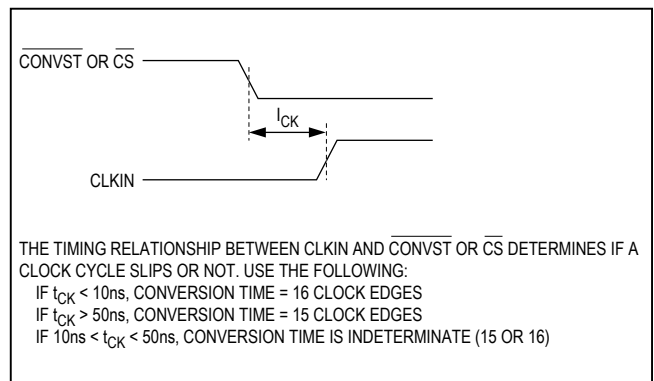 CONVST OR CS
ICK
CLKIN
THE TIMING RELATIONSHIP BETWEEN CLKIN AND CONVST OR CS DETERMINES IF A
CLOCK CYCLE SLIPS OR NOT. USE THE FOLLOWING:
IF tCK < 10ns, CONVERSION TIME = 16 CLOCK EDGES
IF tCK > 50ns, CONVERSION TIME = 15 CLOCK EDGES
IF 10ns < tCK < 50ns, CONVERSION TIME IS INDETERMINATE (15 OR 16)